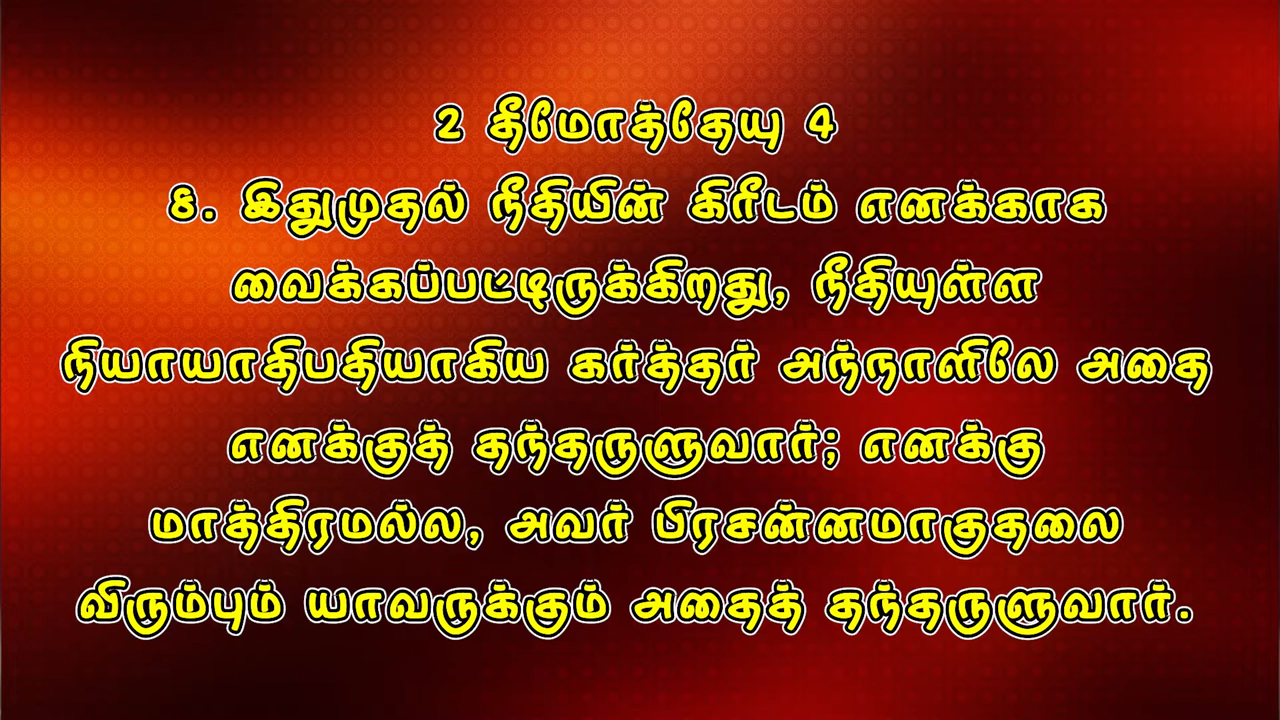 2 தீமோத்தேயு 4
8. இதுமுதல் நீதியின் கிரீடம் எனக்காக
வைக்கப்பட்டிருக்கிறது, நீதியுள்ள
நியாயாதிபதியாகிய கர்த்தர் அந்நாளிலே அதை
எனக்குத் தந்தருளுவார்; எனக்கு
மாத்திரமல்ல, அவர் பிரசன்னமாகுதலை
விரும்பும் யாவருக்கும் அதைத் தந்தருளுவார்.